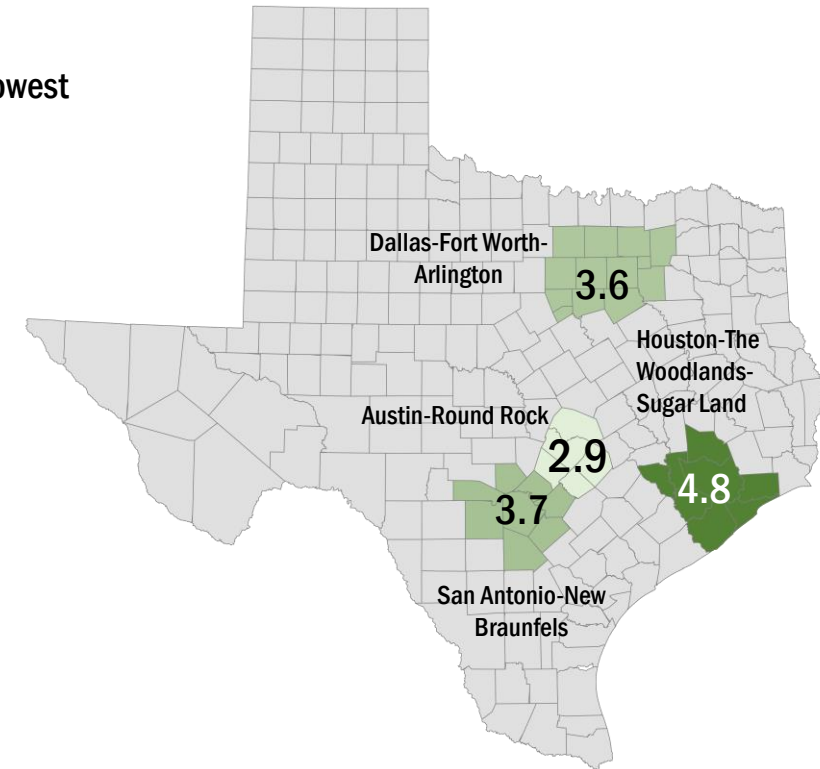 Dallas-Fort Worth-
Arlington
3.6
Houston-The
Woodlands-
Sugar Land
Austin-Round Rock
2.9
4.8
3.7
San Antonio-New
Braunfels